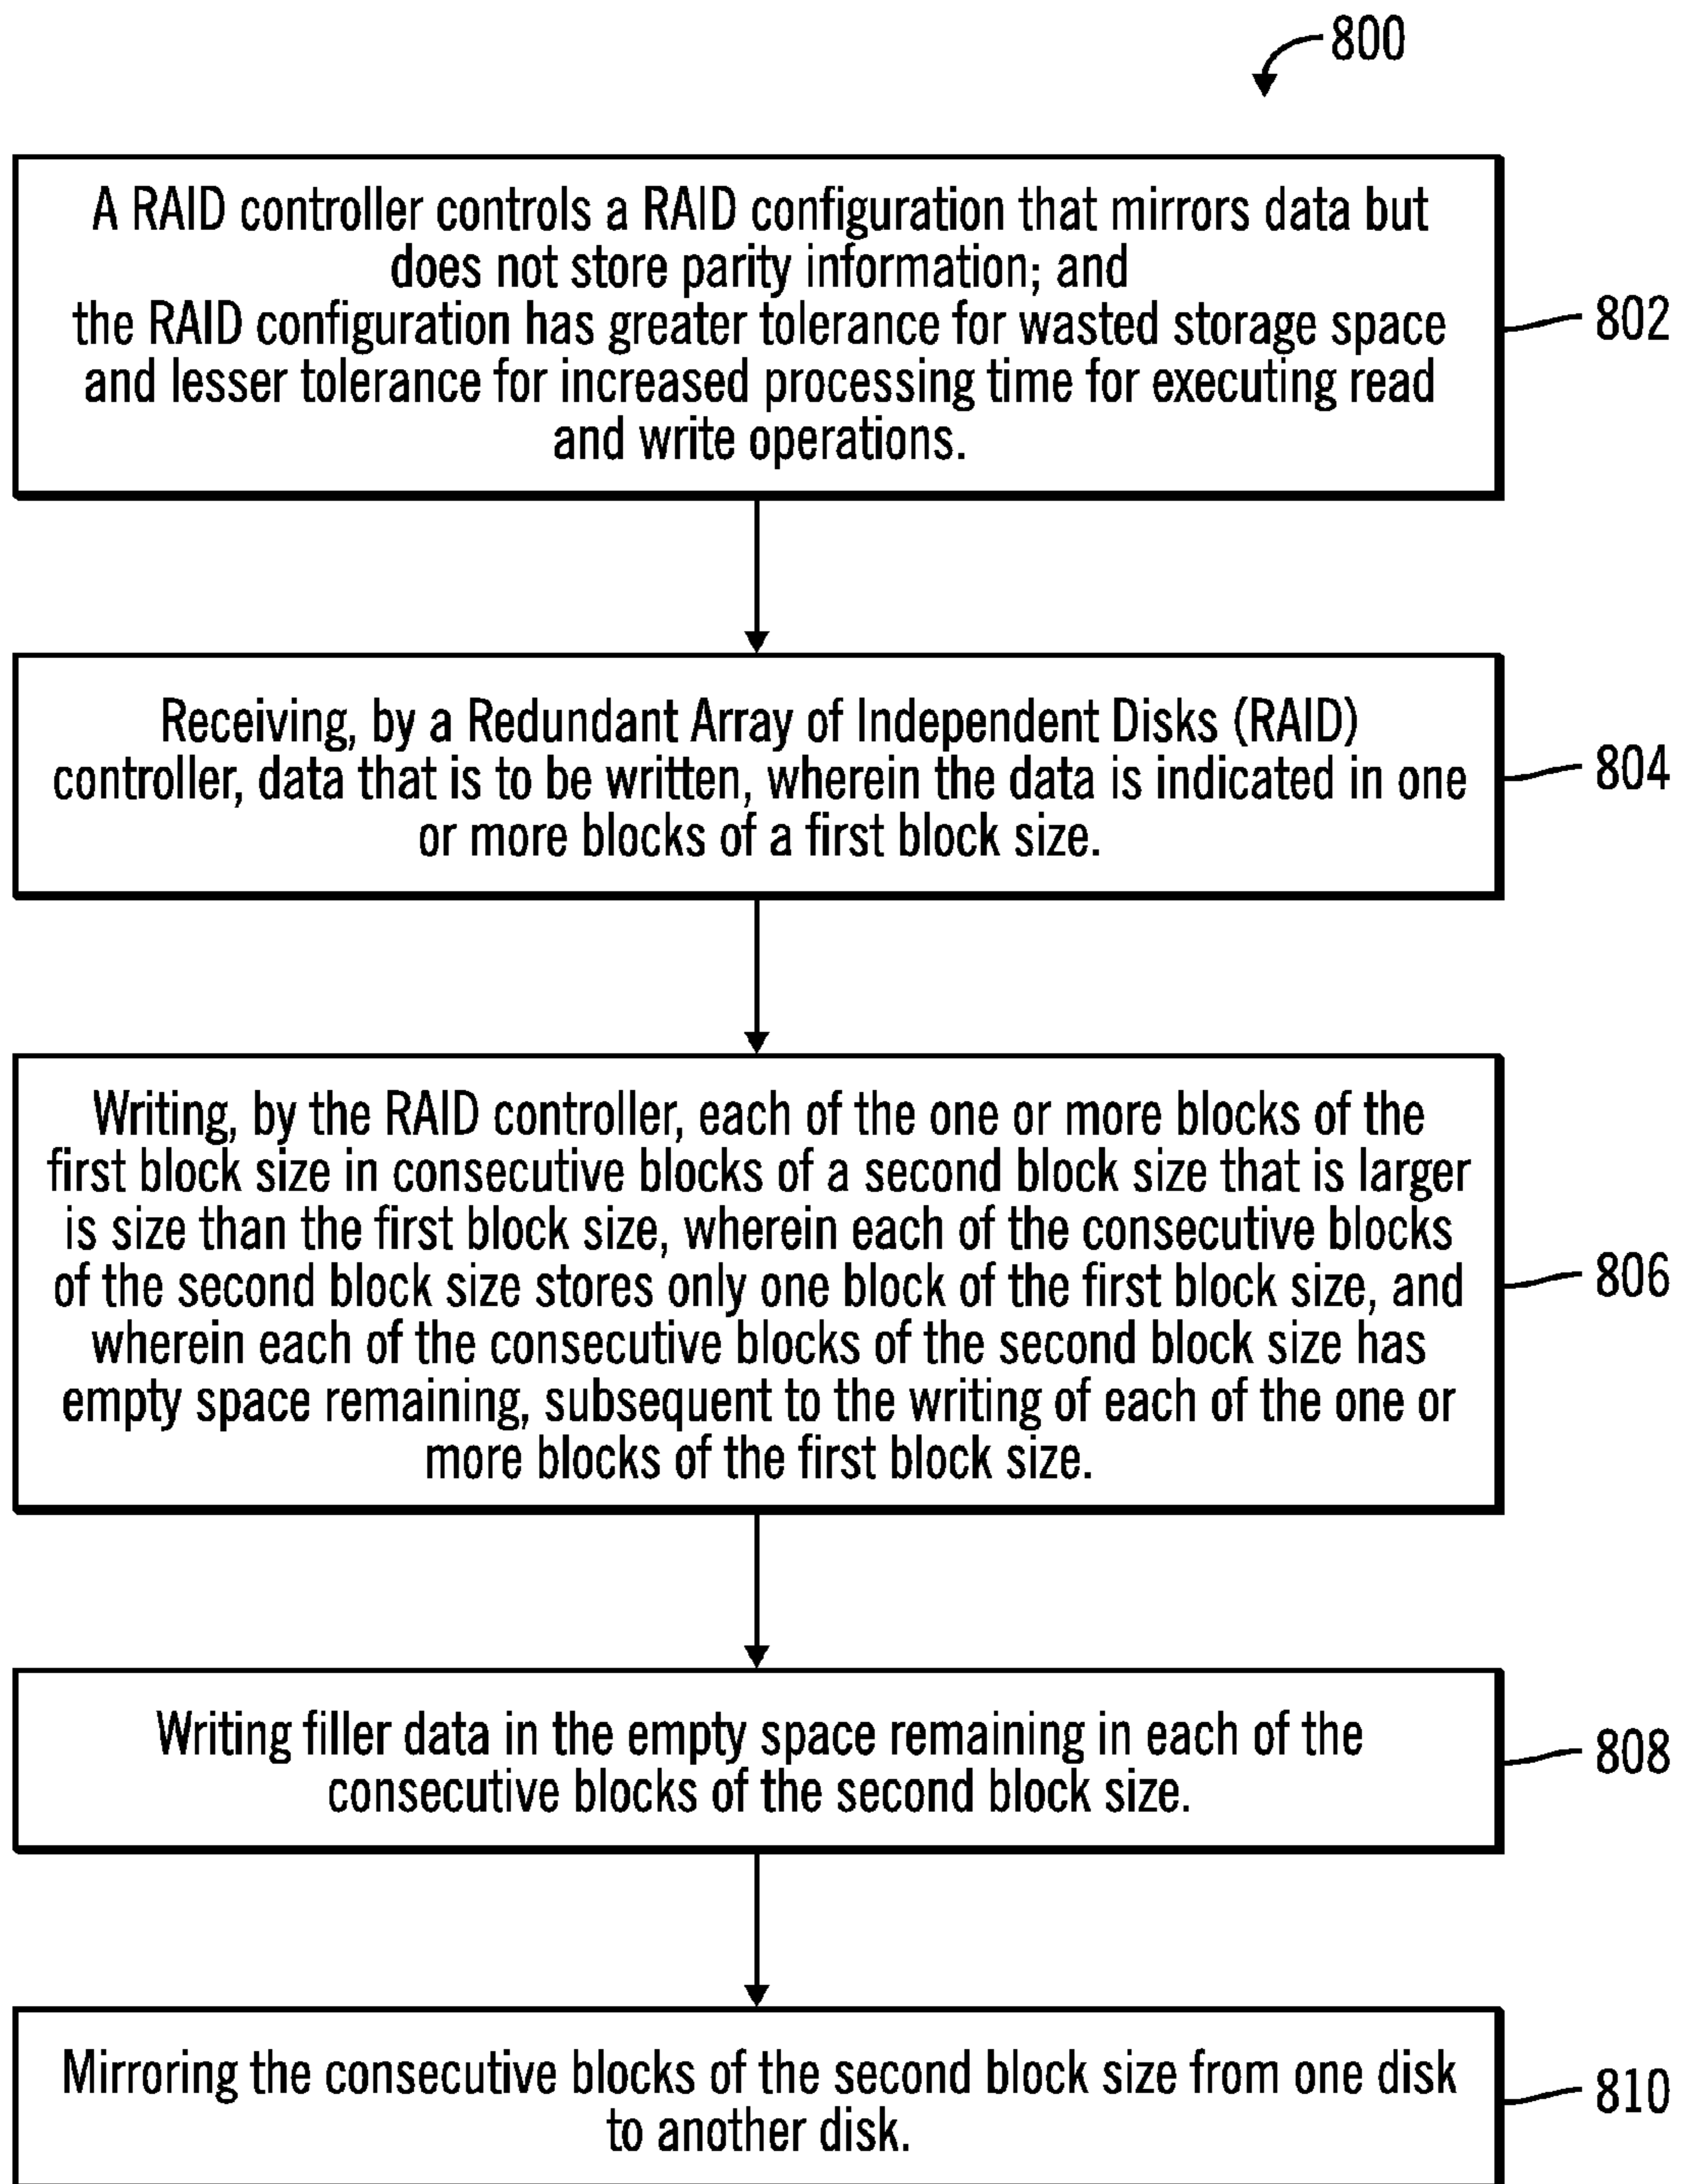 800
A RAID controller controls a RAID configuration that mirrors data but
does not store parity information; and
the RAID configuration has greater tolerance for wasted storage space
and lesser tolerance for increased processing time for executing read
and write operations.
802
Receiving, by a Redundant Array of Independent Disks (RAID)
controller, data that is to be written, wherein the data is indicated in one
or more blocks of a first block size.
804
Writing, by the RAID controller, each of the one or more blocks of the
first block size in consecutive blocks of a second block size that is larger
is size than the first block size, wherein each of the consecutive blocks
of the second block size stores only one block of the first block size, and
wherein each of the consecutive blocks of the second block size has
empty space remaining, subsequent to the writing of each of the one or
more blocks of the first block size.
806
Writing filler data in the empty space remaining in each of the
consecutive blocks of the second block size.
808
Mirroring the consecutive blocks of the second block size from one disk
to another disk.
810